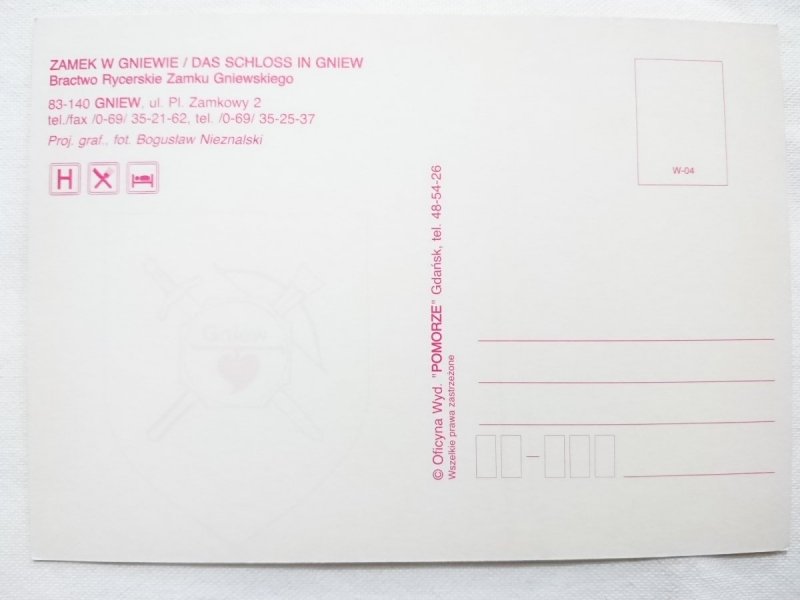 ZAMEK W GNIEWIE / DAS SCHLOSS IN GNIEW
Bractwo Rycerskie Zamku Gniewskiego
83-140 GNIEW, ul. Pl. Zamkowy 2
tel./fax /0-69/ 35-21-62, tel. /0-69/ 35-25-37
Proj. graf., fot. Bogusław Nieznalski
H
W-04
© Oficyna Wyd. "POMORZE" Gdańsk, tel. 48-54-26
Wszelkie prawa zastrzeżone
Gniew